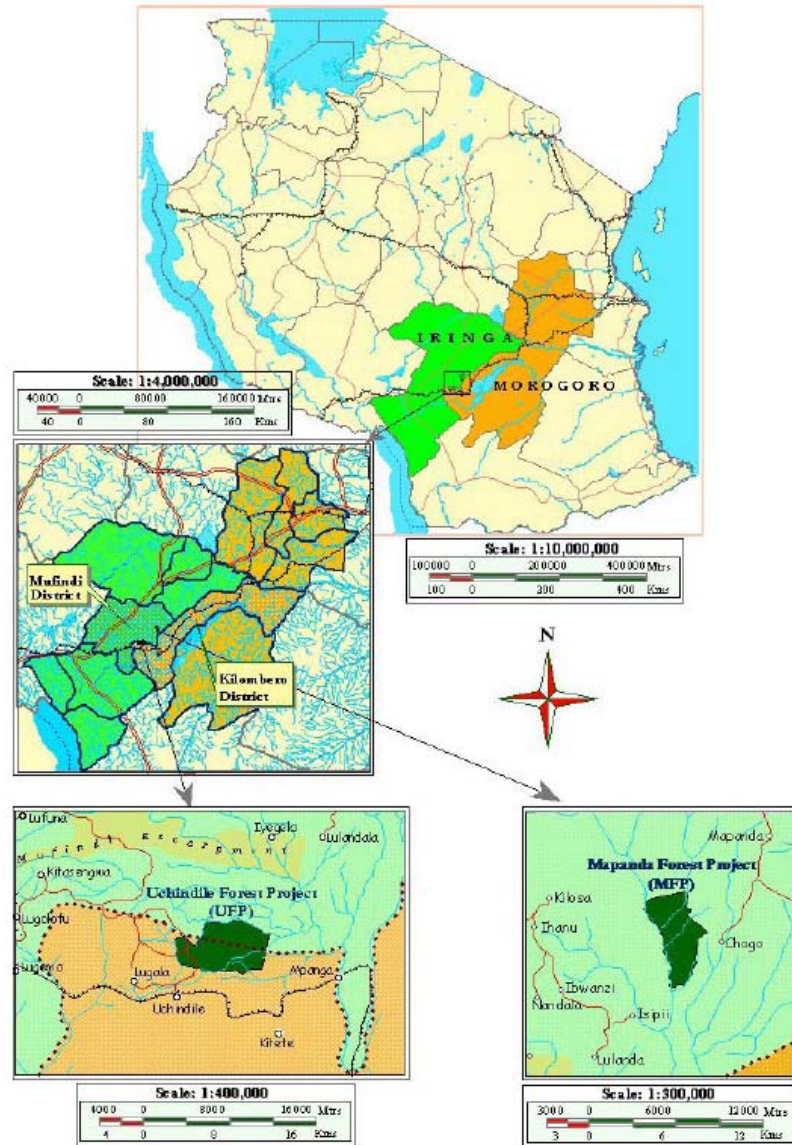 IRINGA
MOROGORO
Scale: 1:4,000,000
40000 0 80000 160000 Mtrs
40 0 80 160 Kms
Scale: 1:10,000,000
100000 0 200000 400000 Mtrs
100 0 200 400 Kms
Mufindi
District
Kilombero
District
N
Lufuna
Iyegela
Lulandala
Mufindi Escarpment
Kitasengwa
Uchindile Forest Project
(UFP)
Lugolofu
Lugala
Mpanga
Uchindile
Kitete
Scale: 1:400,000
4000 0 8000 16000 Mtrs
4 0 8 16 Kms
Mapanda
Mapanda Forest Project
(MFP)
Kilosa
Ihanu
Chogo
Ibwanzi
Nandala
Isipii
Lulanda
Scale: 1:300,000
3000 0 6000 12000 Mtrs
3 0 6 12 Kms